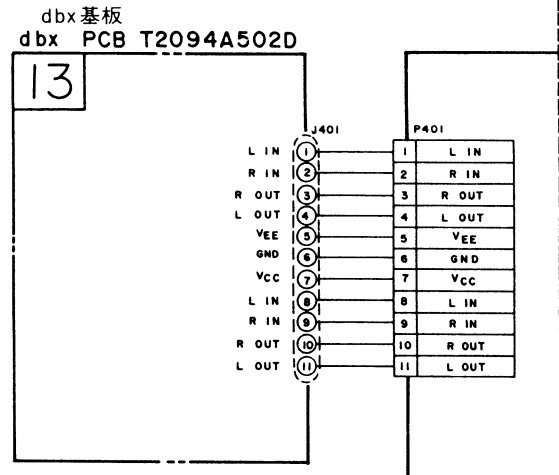 dbx基板
dbx PCB T2094A502D
13
J401 P401
L IN 1 1 L IN
R IN 2 2 R IN
R OUT 3 3 R OUT
L OUT 4 4 L OUT
VEE 5 5 VEE
GND 6 6 GND
VCC 7 7 VCC
L IN 8 8 L IN
R IN 9 9 R IN
R OUT 10 10 R OUT
L OUT 11 11 L OUT